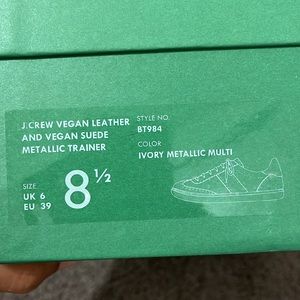 J.CREW VEGAN LEATHER
AND VEGAN SUEDE
METALLIC TRAINER
STYLE NO.
BT984
COLOR
IVORY METALLIC MULTI
SIZE
UK 6
EU 39
8 ½